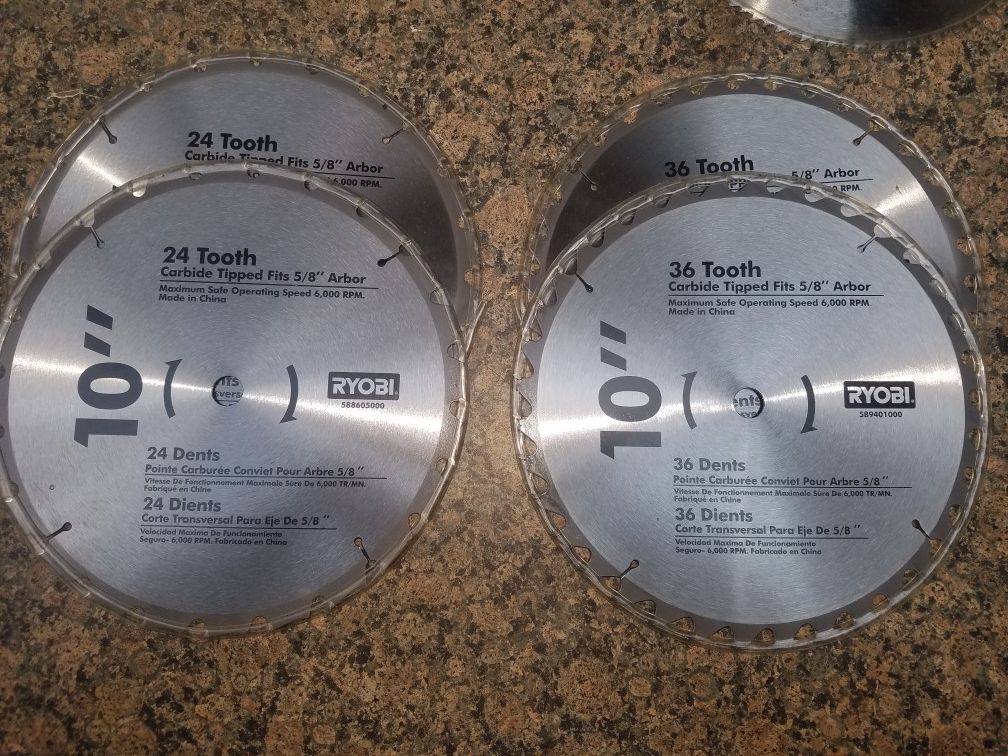 24 Tooth
Carbide Tipped Fits 5/8" Arbor
6,000 RPM.
24 Tooth
Carbide Tipped Fits 5/8" Arbor
Maximum Safe Operating Speed 6,000 RPM.
Made in China
10"
RYOBI
588605000
24 Dents
Pointe Carburée Conviet Pour Arbre 5/8"
Vitesse De Fonctionnement Maximale Sûre De 6,000 TR/MN.
Fabriqué en Chine
24 Dients
Corte Transversal Para Eje De 5/8"
Velocidad Maxima De Funcionamiento
Seguro- 6,000 RPM. Fabricado en China
36 Tooth
5/8" Arbor
RPM.
36 Tooth
Carbide Tipped Fits 5/8" Arbor
Maximum Safe Operating Speed 6,000 RPM.
Made in China
10"
RYOBI
589401000
36 Dents
Pointe Carburée Conviet Pour Arbre 5/8"
Vitesse De Fonctionnement Maximale Sûre De 6,000 TR/MN.
Fabriqué en Chine
36 Dients
Corte Transversal Para Eje De 5/8"
Velocidad Maxima De Funcionamiento
Seguro- 6,000 RPM. Fabricado en China